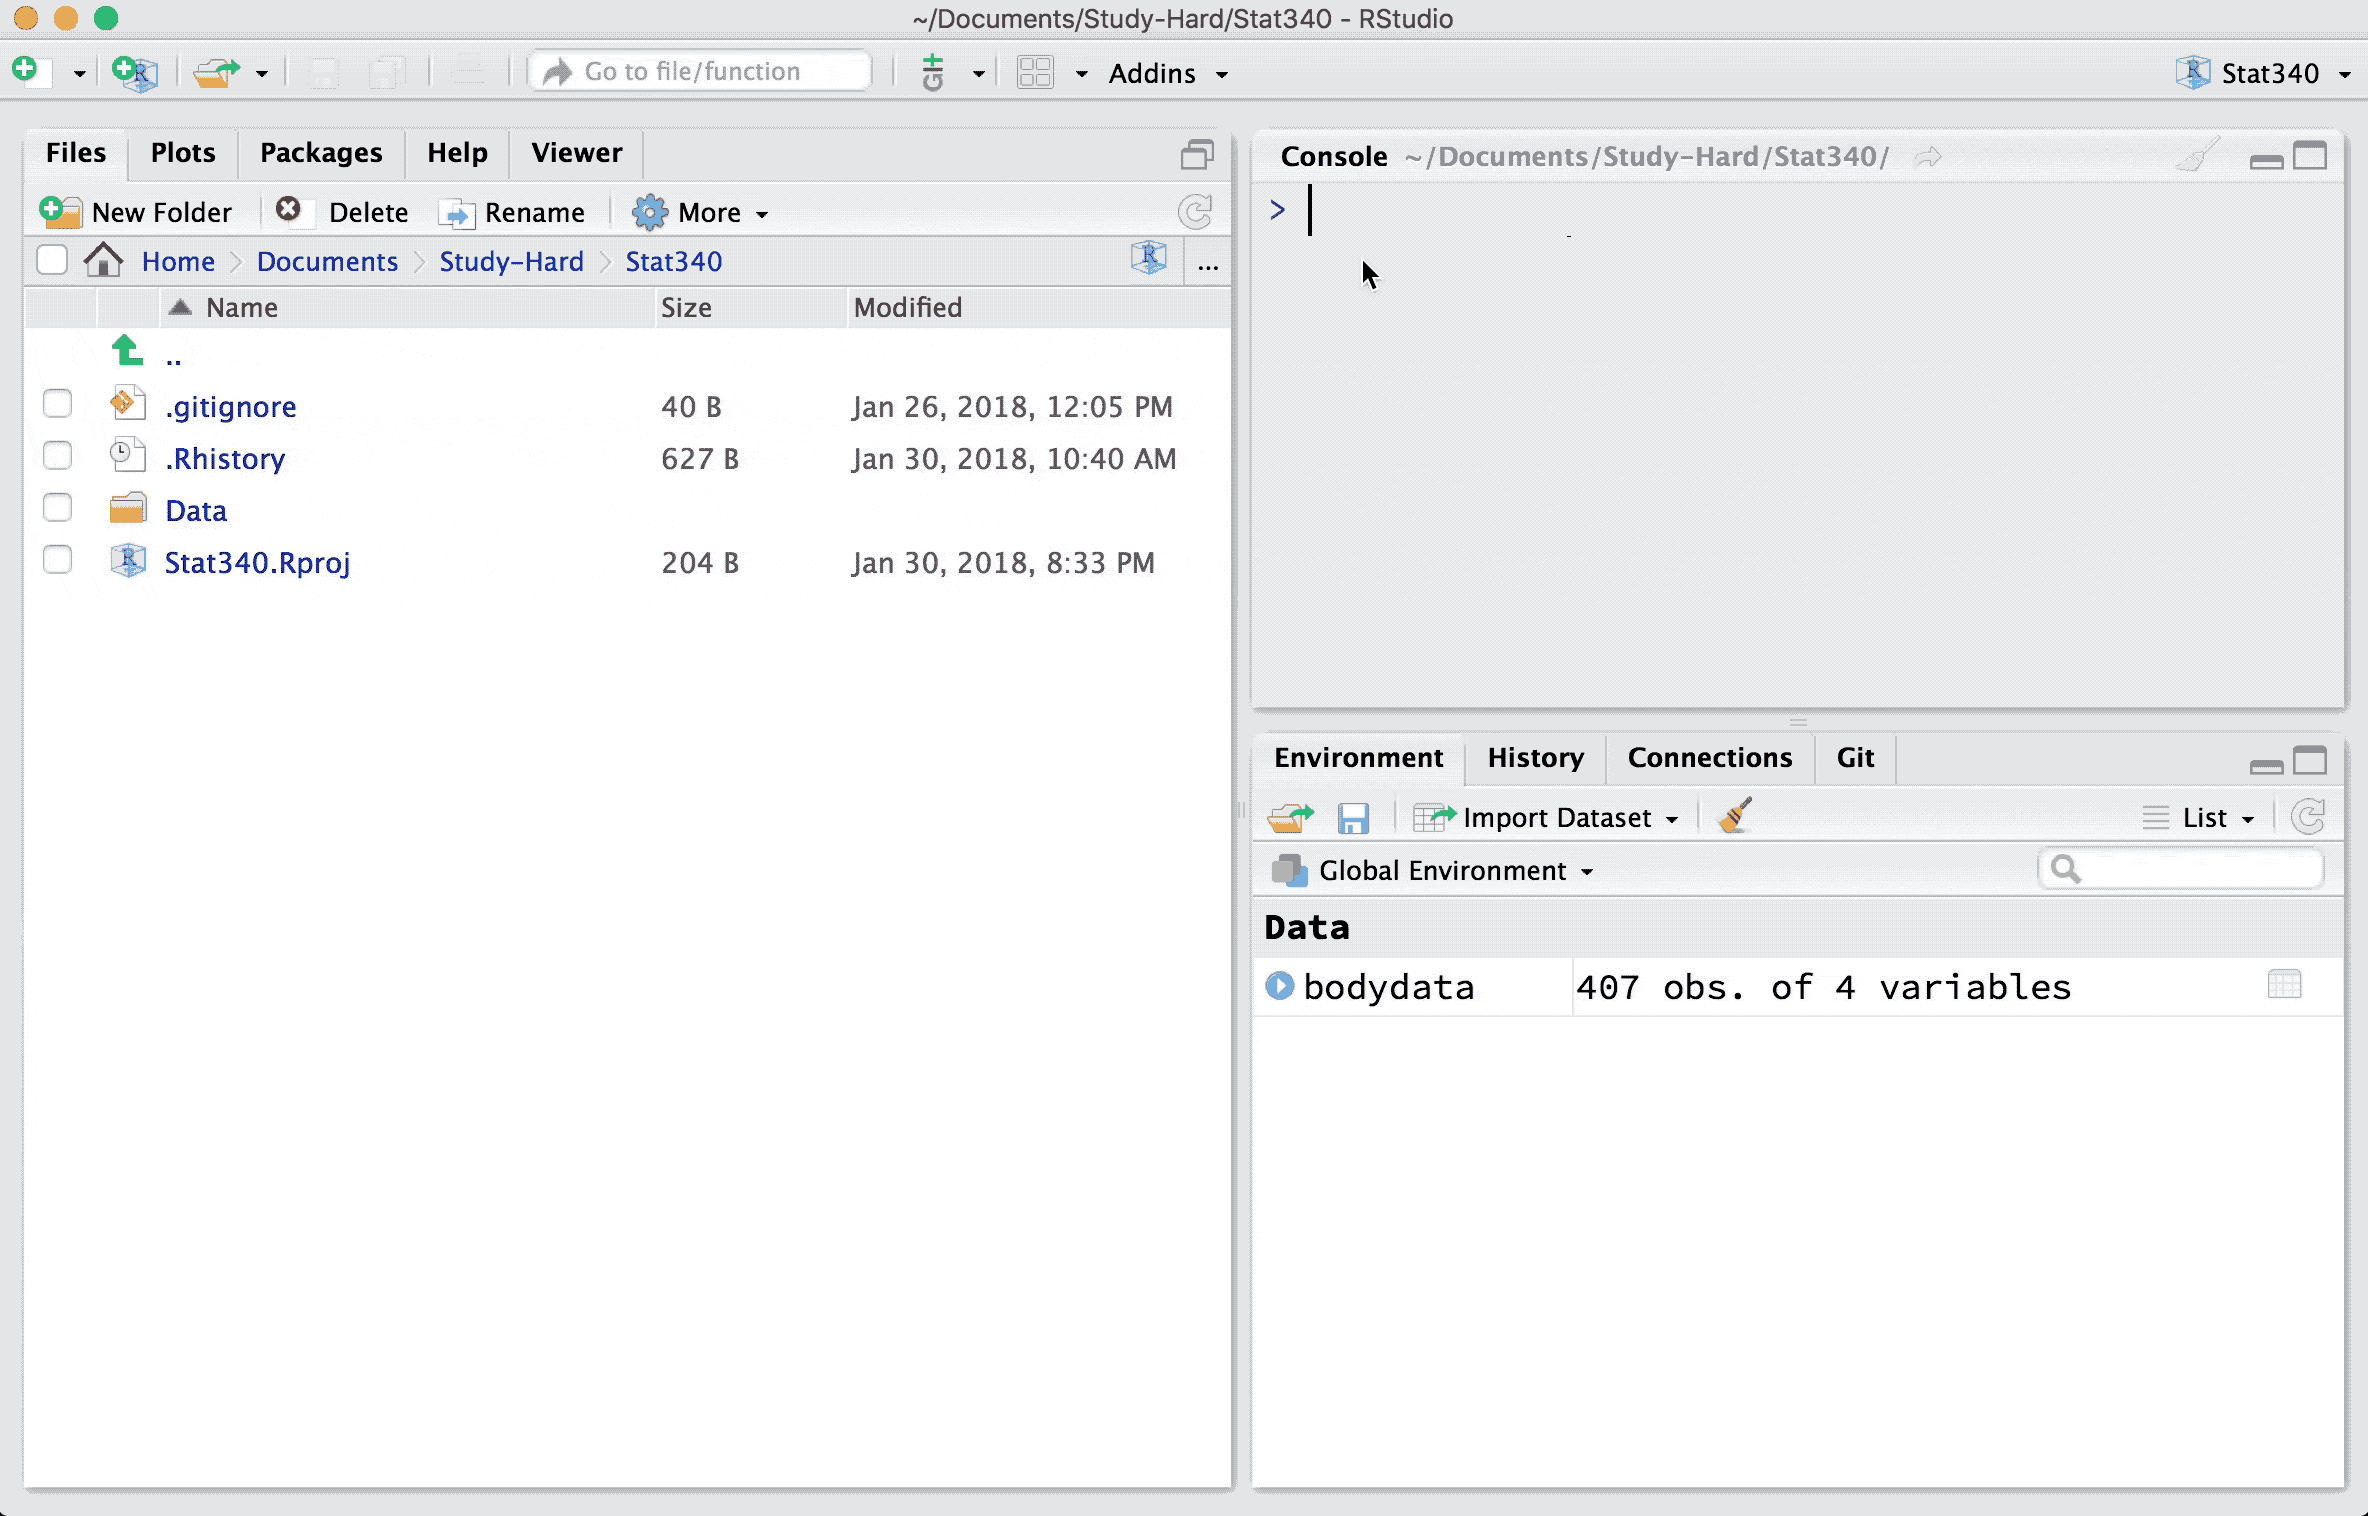 ~/Documents/Study-Hard/Stat340 - RStudio
Go to file/function Git Addins Stat340
Files Plots Packages Help Viewer
New Folder Delete Rename More
Home Documents Study-Hard Stat340 ...
Name Size Modified
..
.gitignore 40 B Jan 26, 2018, 12:05 PM
.Rhistory 627 B Jan 30, 2018, 10:40 AM
Data
Stat340.Rproj 204 B Jan 30, 2018, 8:33 PM
Console ~/Documents/Study-Hard/Stat340/
>
Environment History Connections Git
Import Dataset List
Global Environment
Data
bodydata 407 obs. of 4 variables